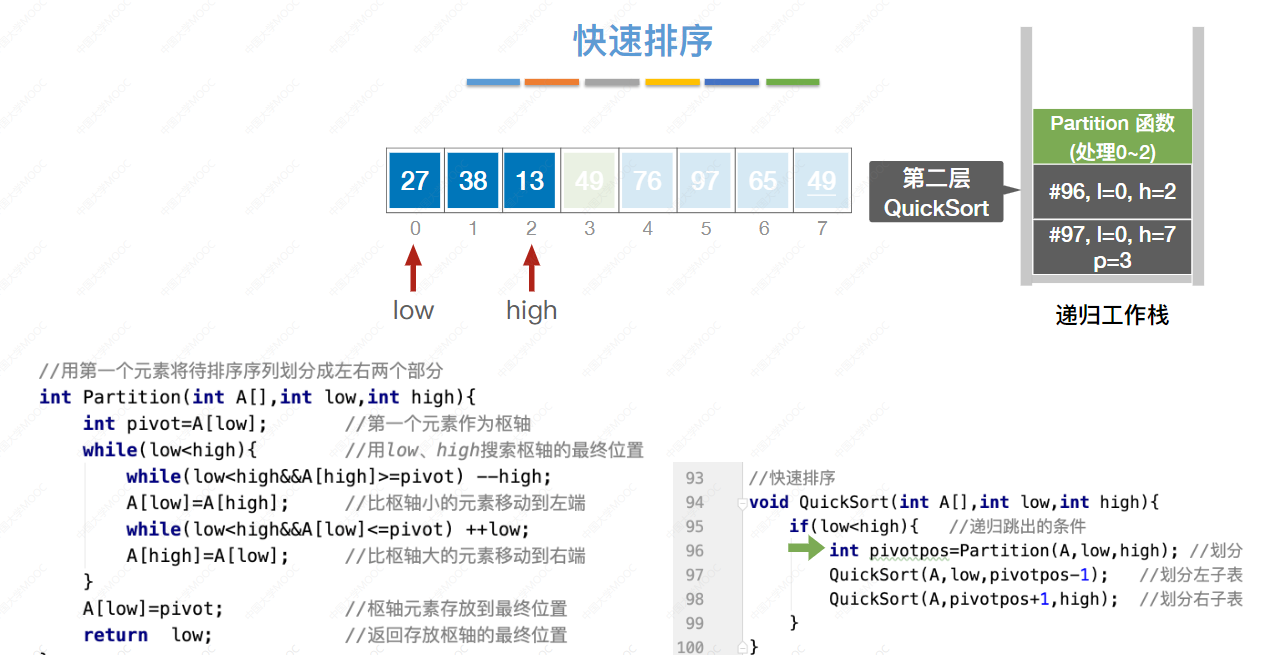 快速排序
27 38 13 49 76 97 65 49
0 1 2 3 4 5 6 7
low
high
第二层
QuickSort
Partition 函数
(处理0~2)
#96, l=0, h=2
#97, l=0, h=7
p=3
递归工作栈
//用第一个元素将待排序序列划分成左右两个部分
int Partition(int A[],int low,int high){
int pivot=A[low]; //第一个元素作为枢轴
while(low<high){ //用low、high搜索枢轴的最终位置
while(low<high&&A[high]>=pivot) --high;
A[low]=A[high]; //比枢轴小的元素移动到左端
while(low<high&&A[low]<=pivot) ++low;
A[high]=A[low]; //比枢轴大的元素移动到右端
}
A[low]=pivot; //枢轴元素存放到最终位置
return low; //返回存放枢轴的最终位置
93 //快速排序
94 void QuickSort(int A[],int low,int high){
95 if(low<high){ //递归跳出的条件
96 int pivotpos=Partition(A,low,high); //划分
97 QuickSort(A,low,pivotpos-1); //划分左子表
98 QuickSort(A,pivotpos+1,high); //划分右子表
99 }
100 }